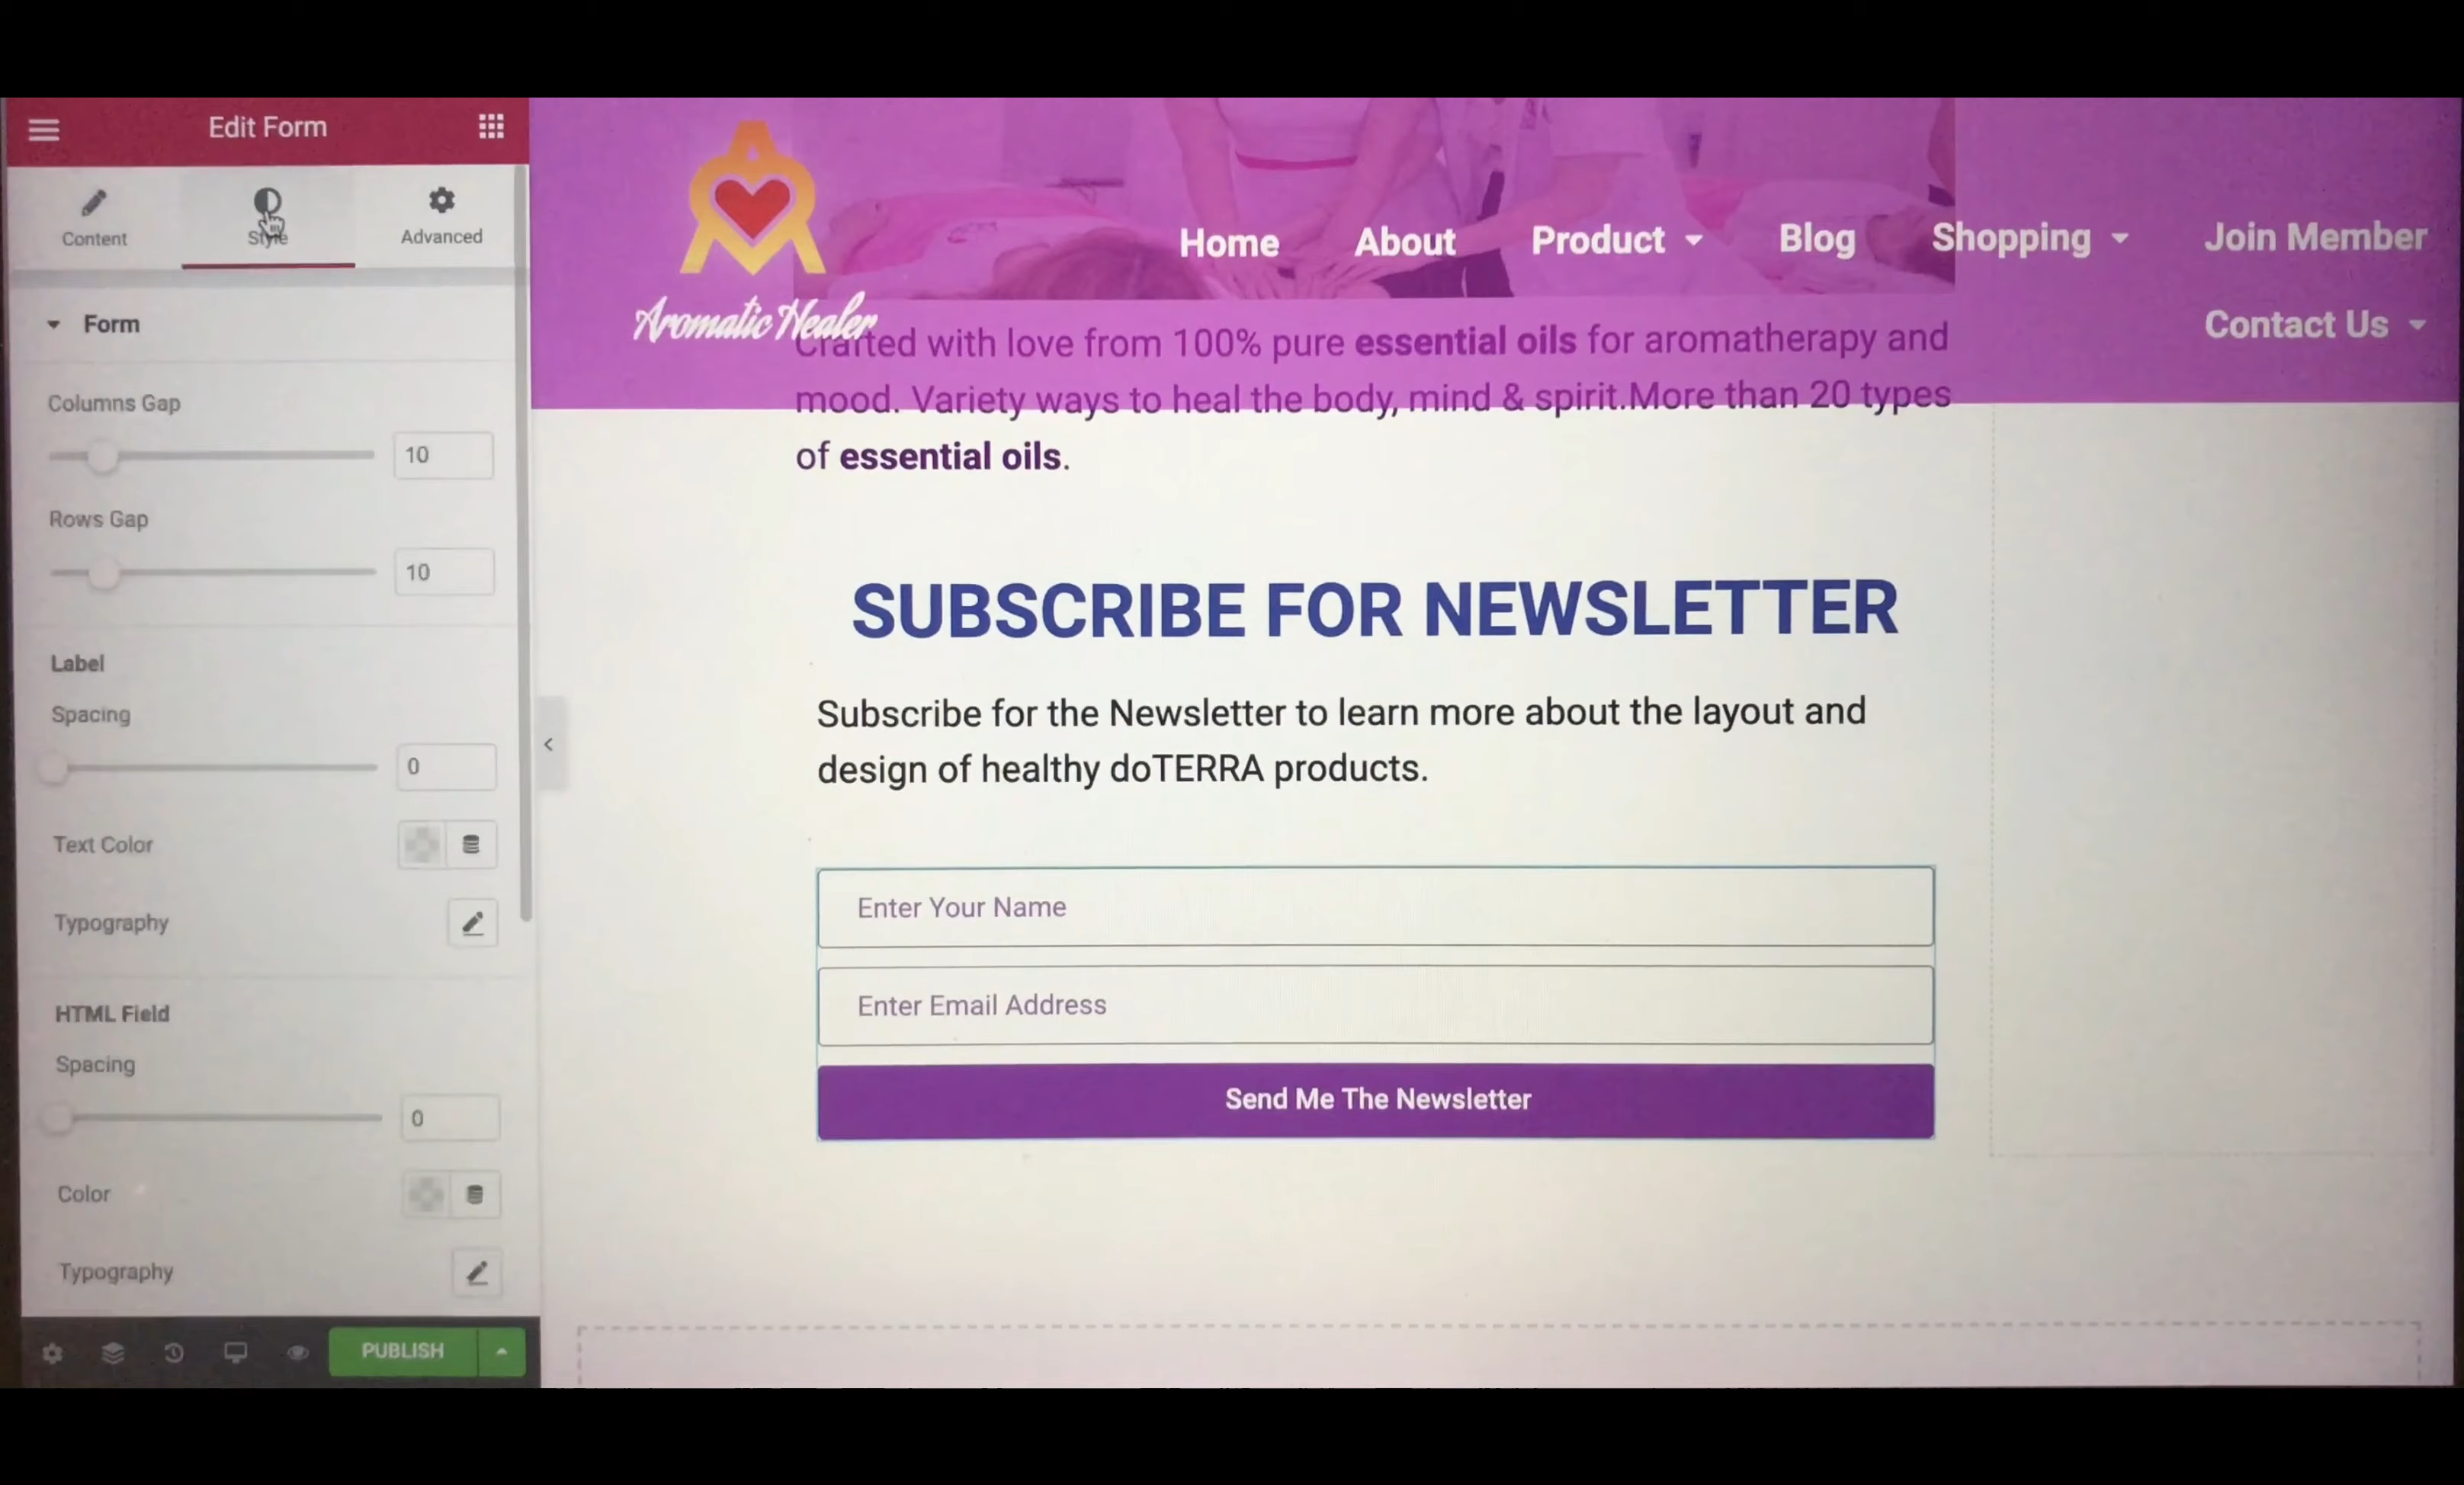 Edit Form
Content
Style
Advanced
Form
Columns Gap
10
Rows Gap
10
Label
Spacing
0
Text Color
Typography
HTML Field
Spacing
0
Color
Typography
PUBLISH
Aromatic Healer
Home About Product Blog Shopping Join Member
Contact Us
Crafted with love from 100% pure essential oils for aromatherapy and
mood. Variety ways to heal the body, mind & spirit.More than 20 types
of essential oils.
SUBSCRIBE FOR NEWSLETTER
Subscribe for the Newsletter to learn more about the layout and
design of healthy doTERRA products.
Enter Your Name
Enter Email Address
Send Me The Newsletter